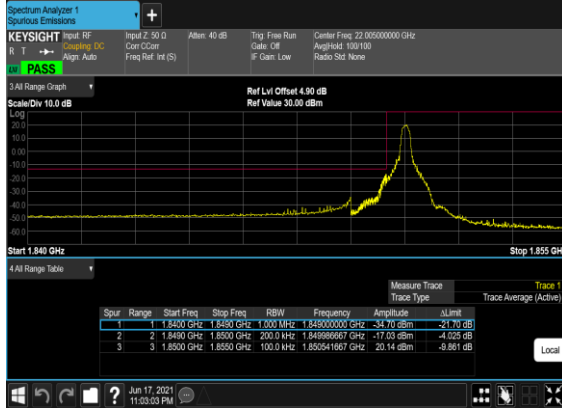 Spectrum Analyzer 1
Spurious Emissions
+
KEYSIGHT Input: RF Input Z: 50 Ω Atten: 40 dB Trig: Free Run Center Freq: 22.005000000 GHz
R T Coupling: DC Corr CCorr Gate: Off Avg|Hold: 100/100
Align: Auto Freq Ref: Int (S) IF Gain: Low Radio Std: None
PASS
3 All Range Graph
Ref Lvl Offset 4.90 dB
Scale/Div 10.0 dB Ref Value 30.00 dBm
Log
20.0
10.0
0.00
-10.0
-20.0
-30.0
-40.0
-50.0
-60.0
Start 1.840 GHz Stop 1.855 GH
4 All Range Table
Measure Trace Trace 1
Trace Type Trace Average (Active)
Spur Range Start Freq Stop Freq RBW Frequency Amplitude ΔLimit
1 1 1.8400 GHz 1.8490 GHz 1.000 MHz 1.849000000 GHz -34.70 dBm -21.70 dB
2 2 1.8490 GHz 1.8500 GHz 200.0 kHz 1.849986667 GHz -17.03 dBm -4.025 dB
3 3 1.8500 GHz 1.8550 GHz 100.0 kHz 1.850541667 GHz 20.14 dBm -9.861 dB
Local
?
Jun 17, 2021
11:03:03 PM